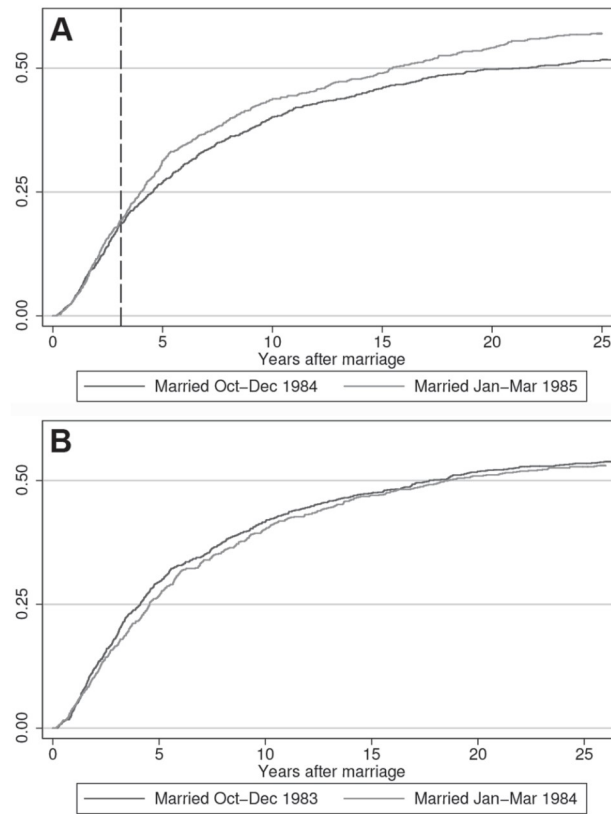 A
0.50
0.25
0.00
0 5 10 15 20 25
Years after marriage
Married Oct–Dec 1984 Married Jan–Mar 1985
B
0.50
0.25
0.00
0 5 10 15 20 25
Years after marriage
Married Oct–Dec 1983 Married Jan–Mar 1984